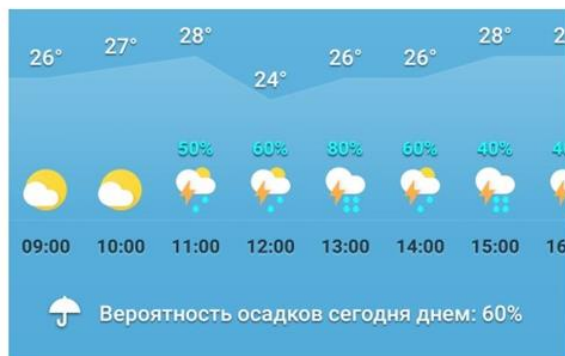 26° 27° 28° 24° 26° 26° 28°
50% 60% 80% 60% 40%
09:00 10:00 11:00 12:00 13:00 14:00 15:00
Вероятность осадков сегодня днем: 60%